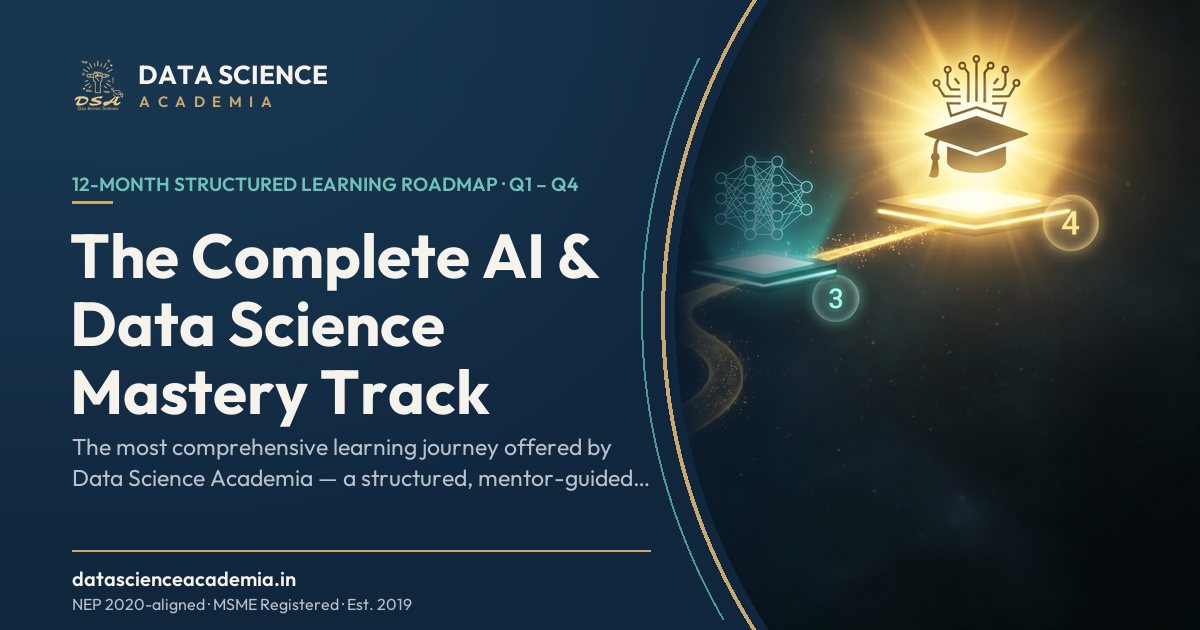 DSA
DATA SCIENCE
ACADEMIA
12-MONTH STRUCTURED LEARNING ROADMAP · Q1 – Q4
The Complete AI &
Data Science
Mastery Track
The most comprehensive learning journey offered by
Data Science Academia — a structured, mentor-guided...
datascienceacademia.in
NEP 2020-aligned · MSME Registered · Est. 2019
4
3